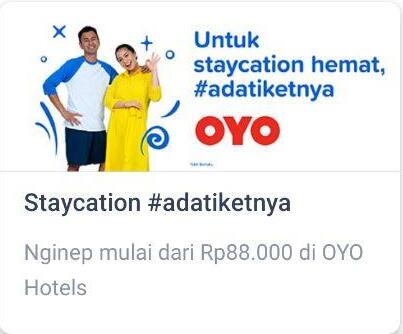 Untuk
staycation hemat,
#adatiketnya
OYO
Staycation #adatiketnya
Nginep mulai dari Rp88.000 di OYO
Hotels